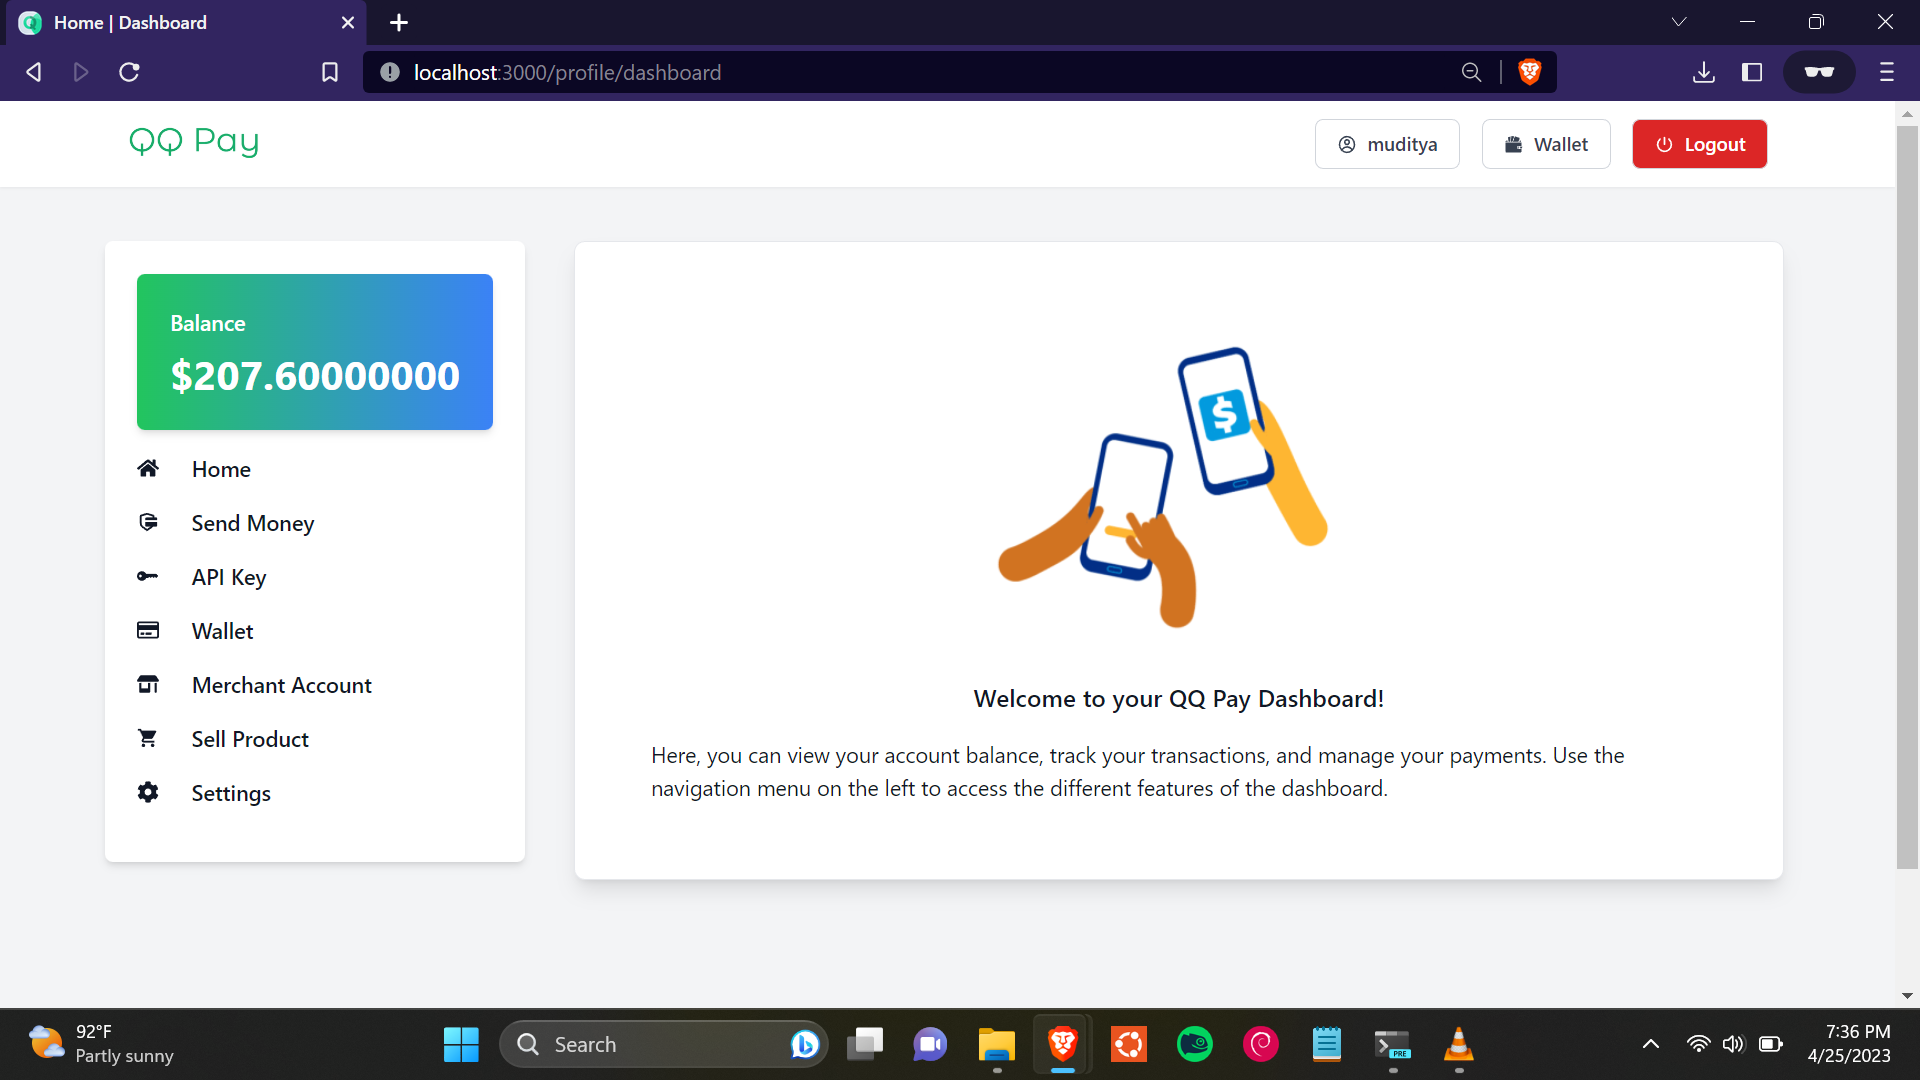 Home | Dashboard
localhost:3000/profile/dashboard
QQ Pay
muditya
Wallet
Logout
Balance
$207.60000000
Home
Send Money
API Key
Wallet
Merchant Account
Sell Product
Settings
$
Welcome to your QQ Pay Dashboard!
Here, you can view your account balance, track your transactions, and manage your payments. Use the
navigation menu on the left to access the different features of the dashboard.
92°F
Partly sunny
Search
PRE
7:36 PM
4/25/2023